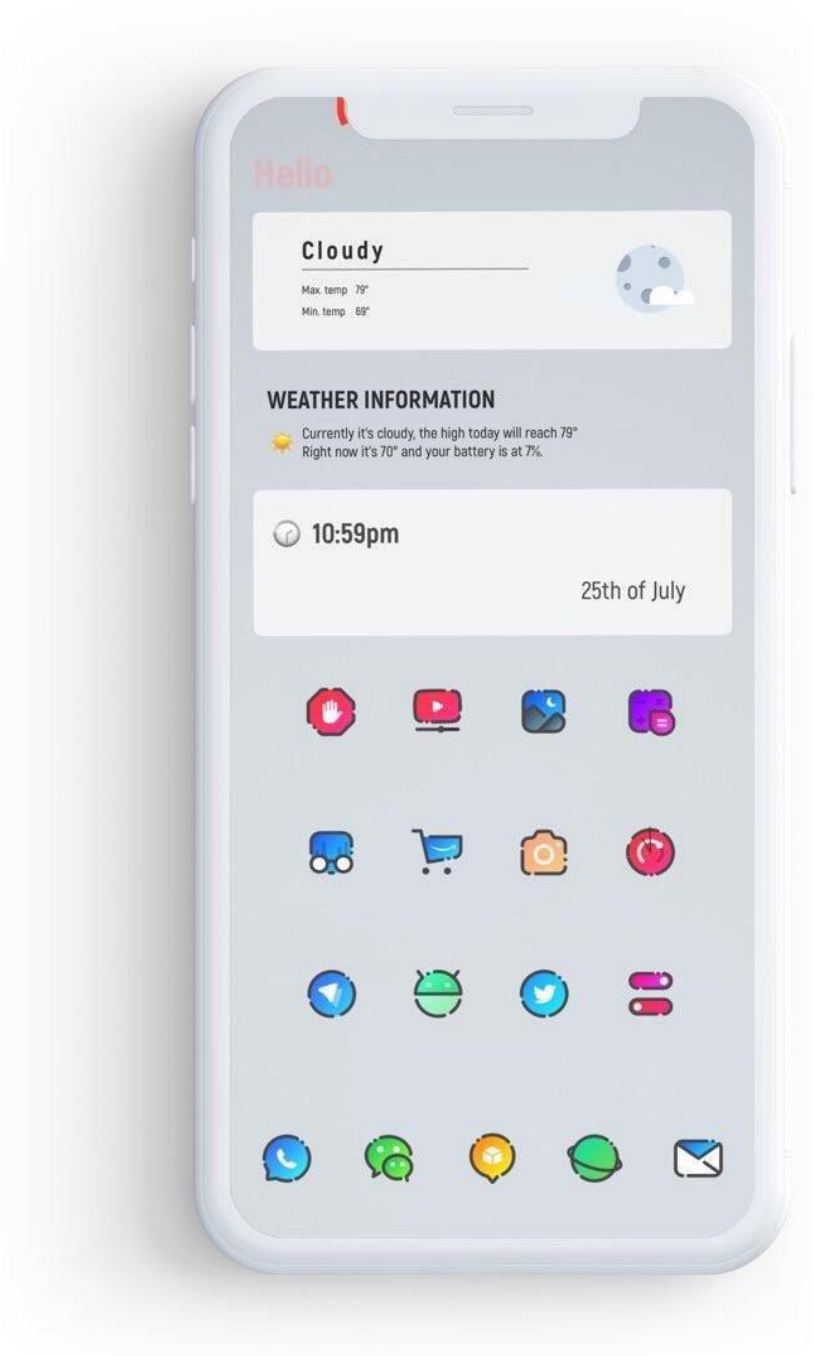 Hello
Cloudy
Max. temp 79°
Min. temp 69°
WEATHER INFORMATION
Currently it's cloudy, the high today will reach 79°
Right now it's 70° and your battery is at 7%.
10:59pm
25th of July